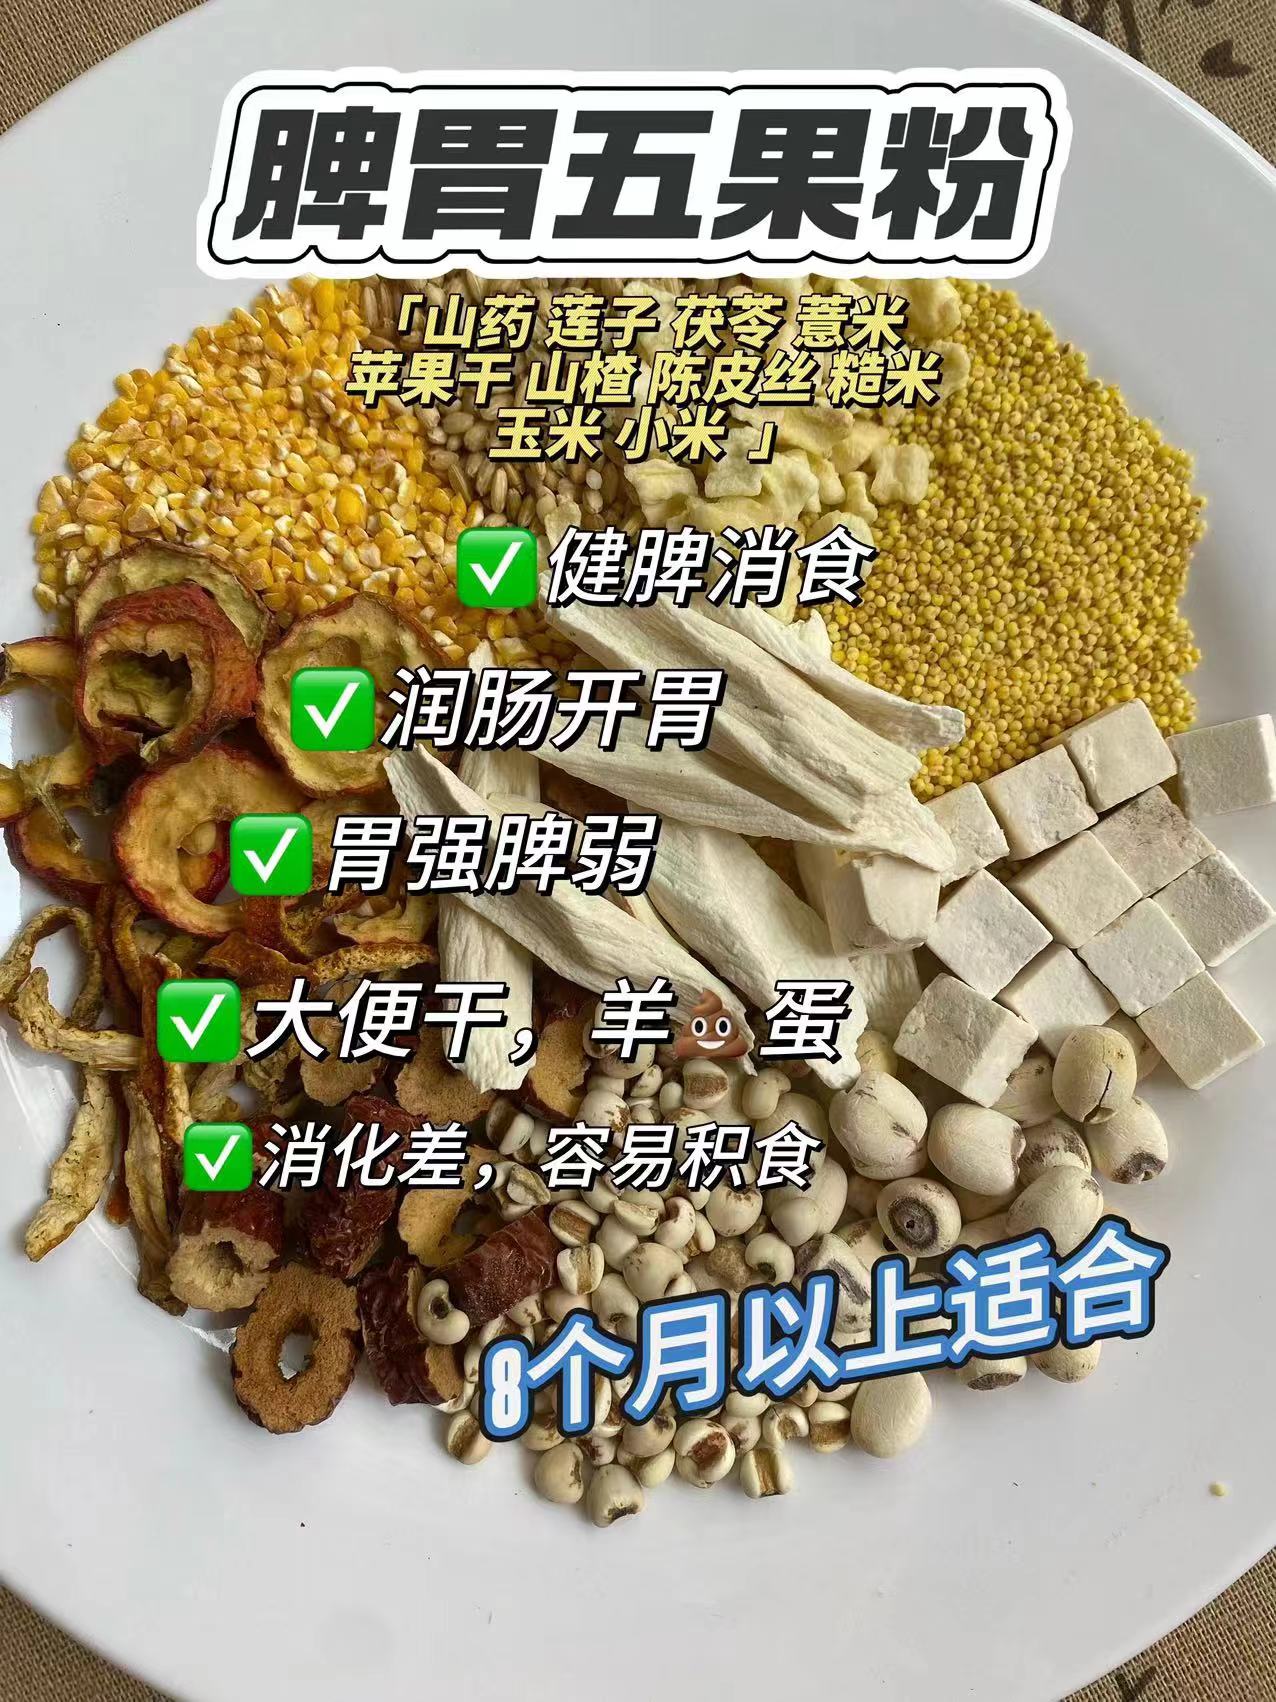 脾胃五果粉
「山药 莲子 茯苓 薏米
苹果干 山楂 陈皮丝 糙米
玉米 小米 」
✅健脾消食
✅润肠开胃
✅胃强脾弱
✅大便干，羊💩蛋
✅消化差，容易积食
8个月以上适合